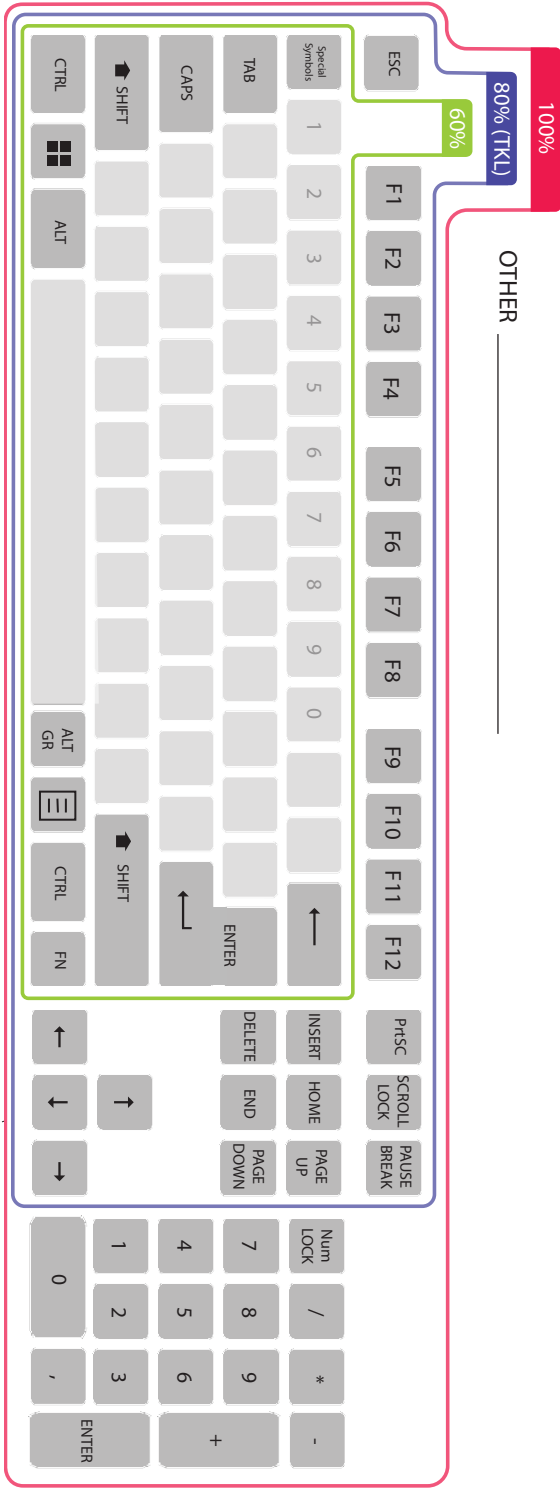 100%
80% (TKL)
OTHER
60%
ESC F1 F2 F3 F4 F5 F6 F7 F8 F9 F10 F11 F12 PrtSC SCROLL
LOCK PAUSE
BREAK
Special
Symbols 1 2 3 4 5 6 7 8 9 0 INSERT HOME PAGE
UP Num
LOCK / * -
TAB ENTER DELETE END PAGE
DOWN 7 8 9
CAPS 4 5 6 +
SHIFT SHIFT 1 2 3
CTRL ALT ALT
GR CTRL FN 0 , ENTER